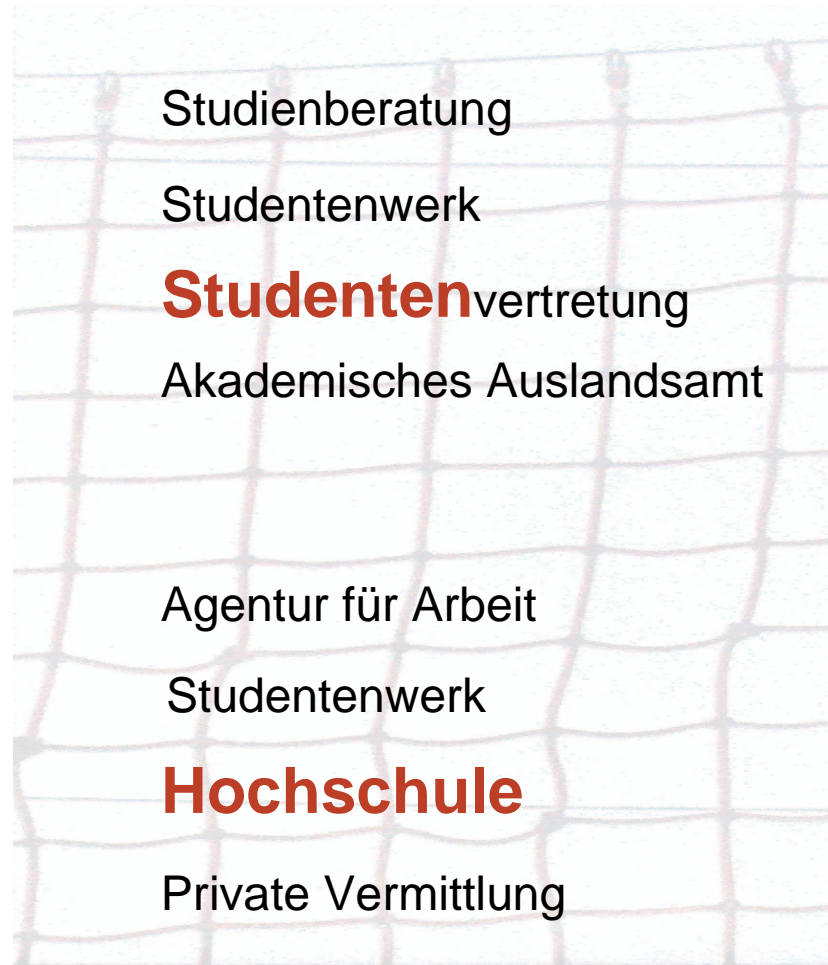 Studienberatung
Studentenwerk
Studentenvertretung
Akademisches Auslandsamt
Agentur für Arbeit
Studentenwerk
Hochschule
Private Vermittlung